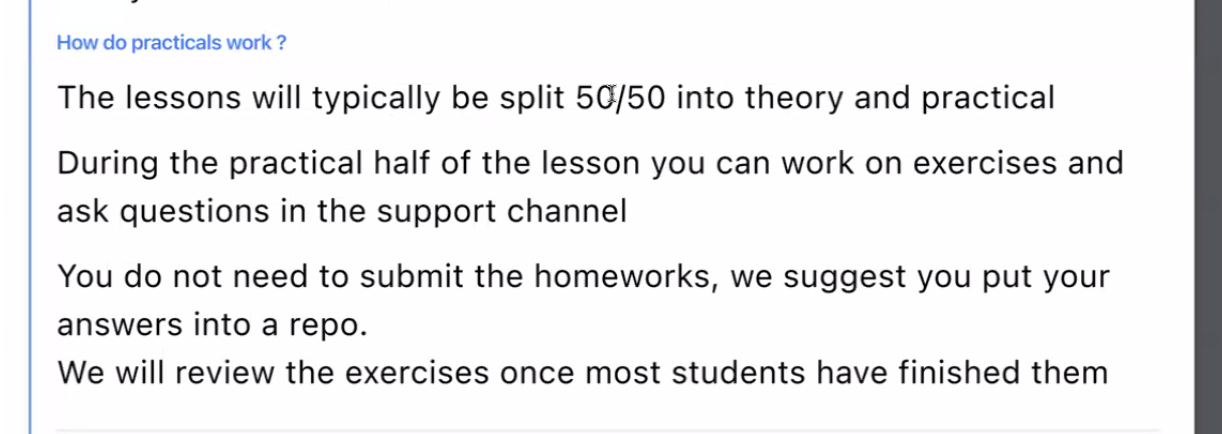 How do practicals work ?
The lessons will typically be split 50/50 into theory and practical
During the practical half of the lesson you can work on exercises and
ask questions in the support channel
You do not need to submit the homeworks, we suggest you put your
answers into a repo.
We will review the exercises once most students have finished them